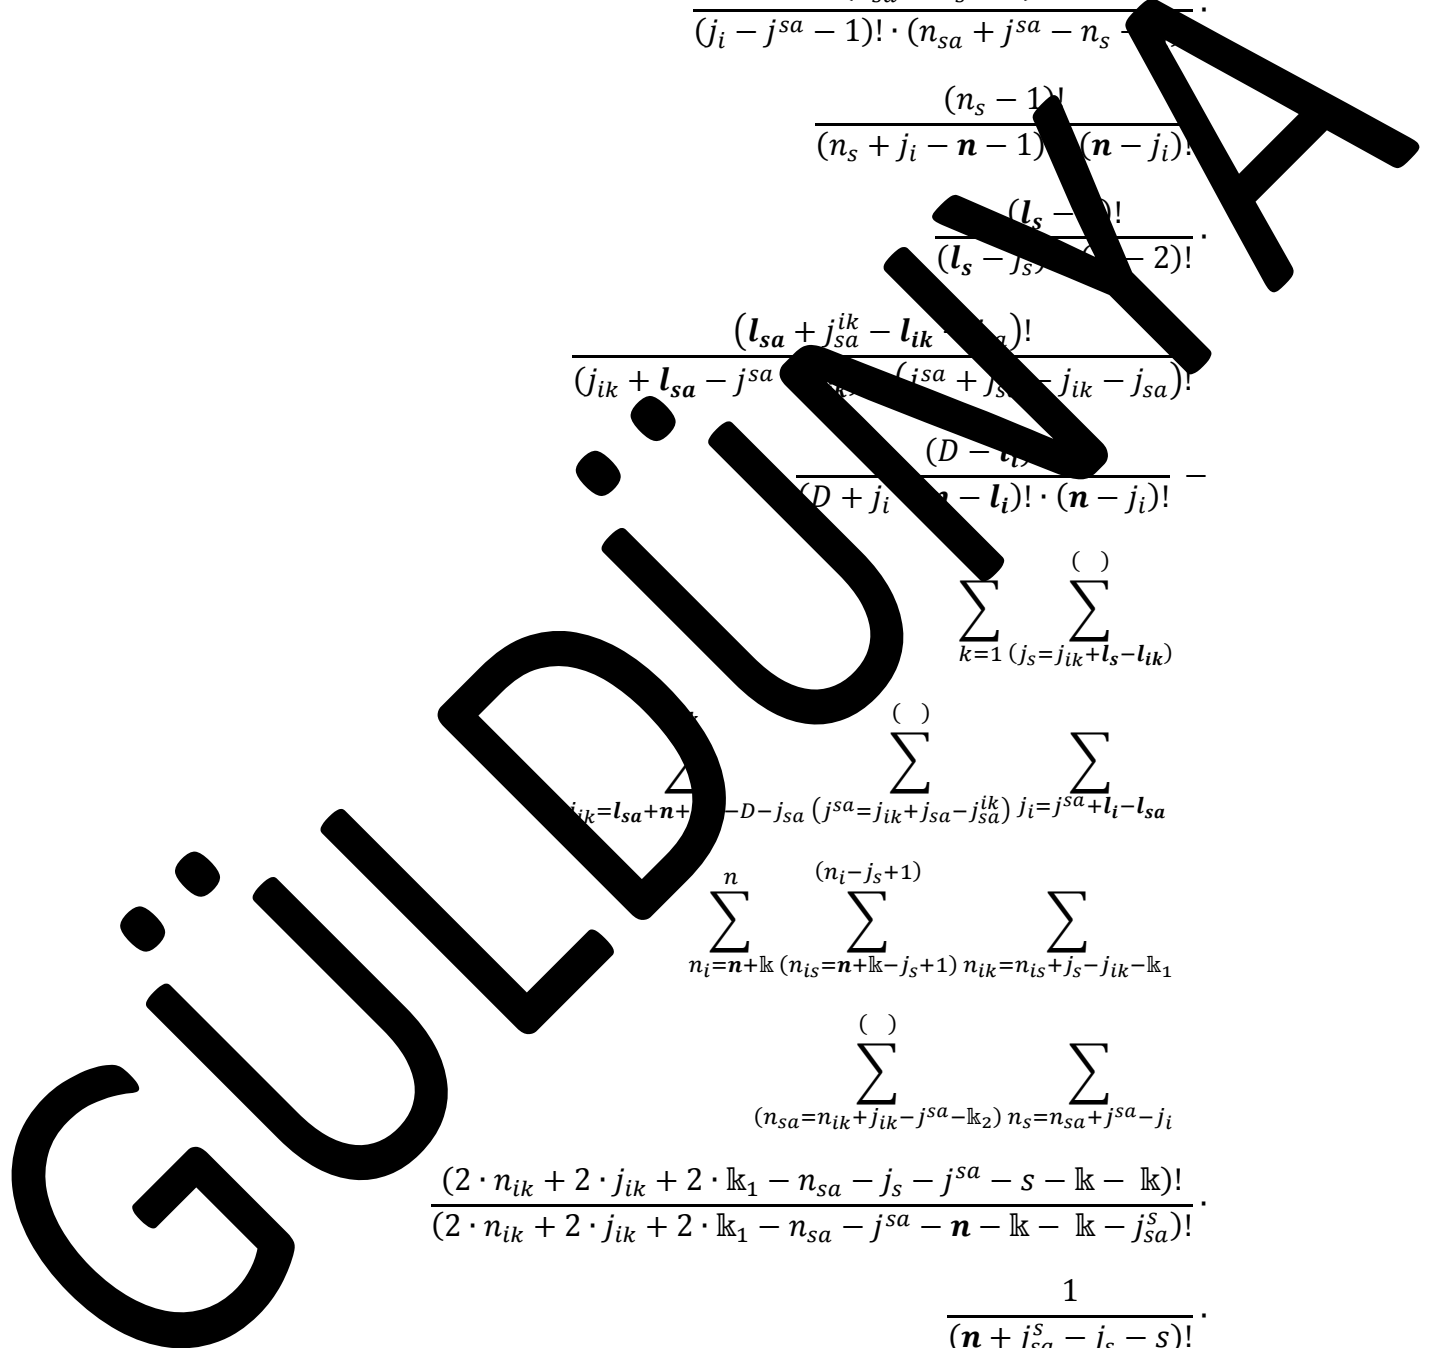 (j_i − j^{sa} − 1)! · (n_{sa} + j^{sa} − n_s
(n_s − 1)!
(n_s + j_i − n − 1) (n − j_i)!
(l_s − )!
(l_s − j_s) − 2)! ·
(l_{sa} + j_{sa}^{ik} − l_{ik} )!
(j_{ik} + l_{sa} − j^{sa} (j^{sa} + − j_{ik} − j_{sa})!
(D − l_i)
(D + j_i n − l_i)! · (n − j_i)! −
( )
∑ ∑
k=1 (j_s=j_{ik}+l_s−l_{ik})
( )
∑ ∑ ∑
j_{ik}=l_{sa}+n+ −D−j_{sa} (j^{sa}=j_{ik}+j_{sa}−j_{sa}^{ik}) j_i=j^{sa}+l_i−l_{sa}
n (n_i−j_s+1)
∑ ∑ ∑
n_i=n+𝕜 (n_{is}=n+𝕜−j_s+1) n_{ik}=n_{is}+j_s−j_{ik}−𝕜_1
( )
∑ ∑
(n_{sa}=n_{ik}+j_{ik}−j^{sa}−𝕜_2) n_s=n_{sa}+j^{sa}−j_i
(2 · n_{ik} + 2 · j_{ik} + 2 · 𝕜_1 − n_{sa} − j_s − j^{sa} − s − 𝕜 − 𝕜)!
(2 · n_{ik} + 2 · j_{ik} + 2 · 𝕜_1 − n_{sa} − j^{sa} − n − 𝕜 − 𝕜 − j_{sa}^s)! ·
1
(n + j_{sa}^s − j_s − s)! ·
GÜLDÜNYA